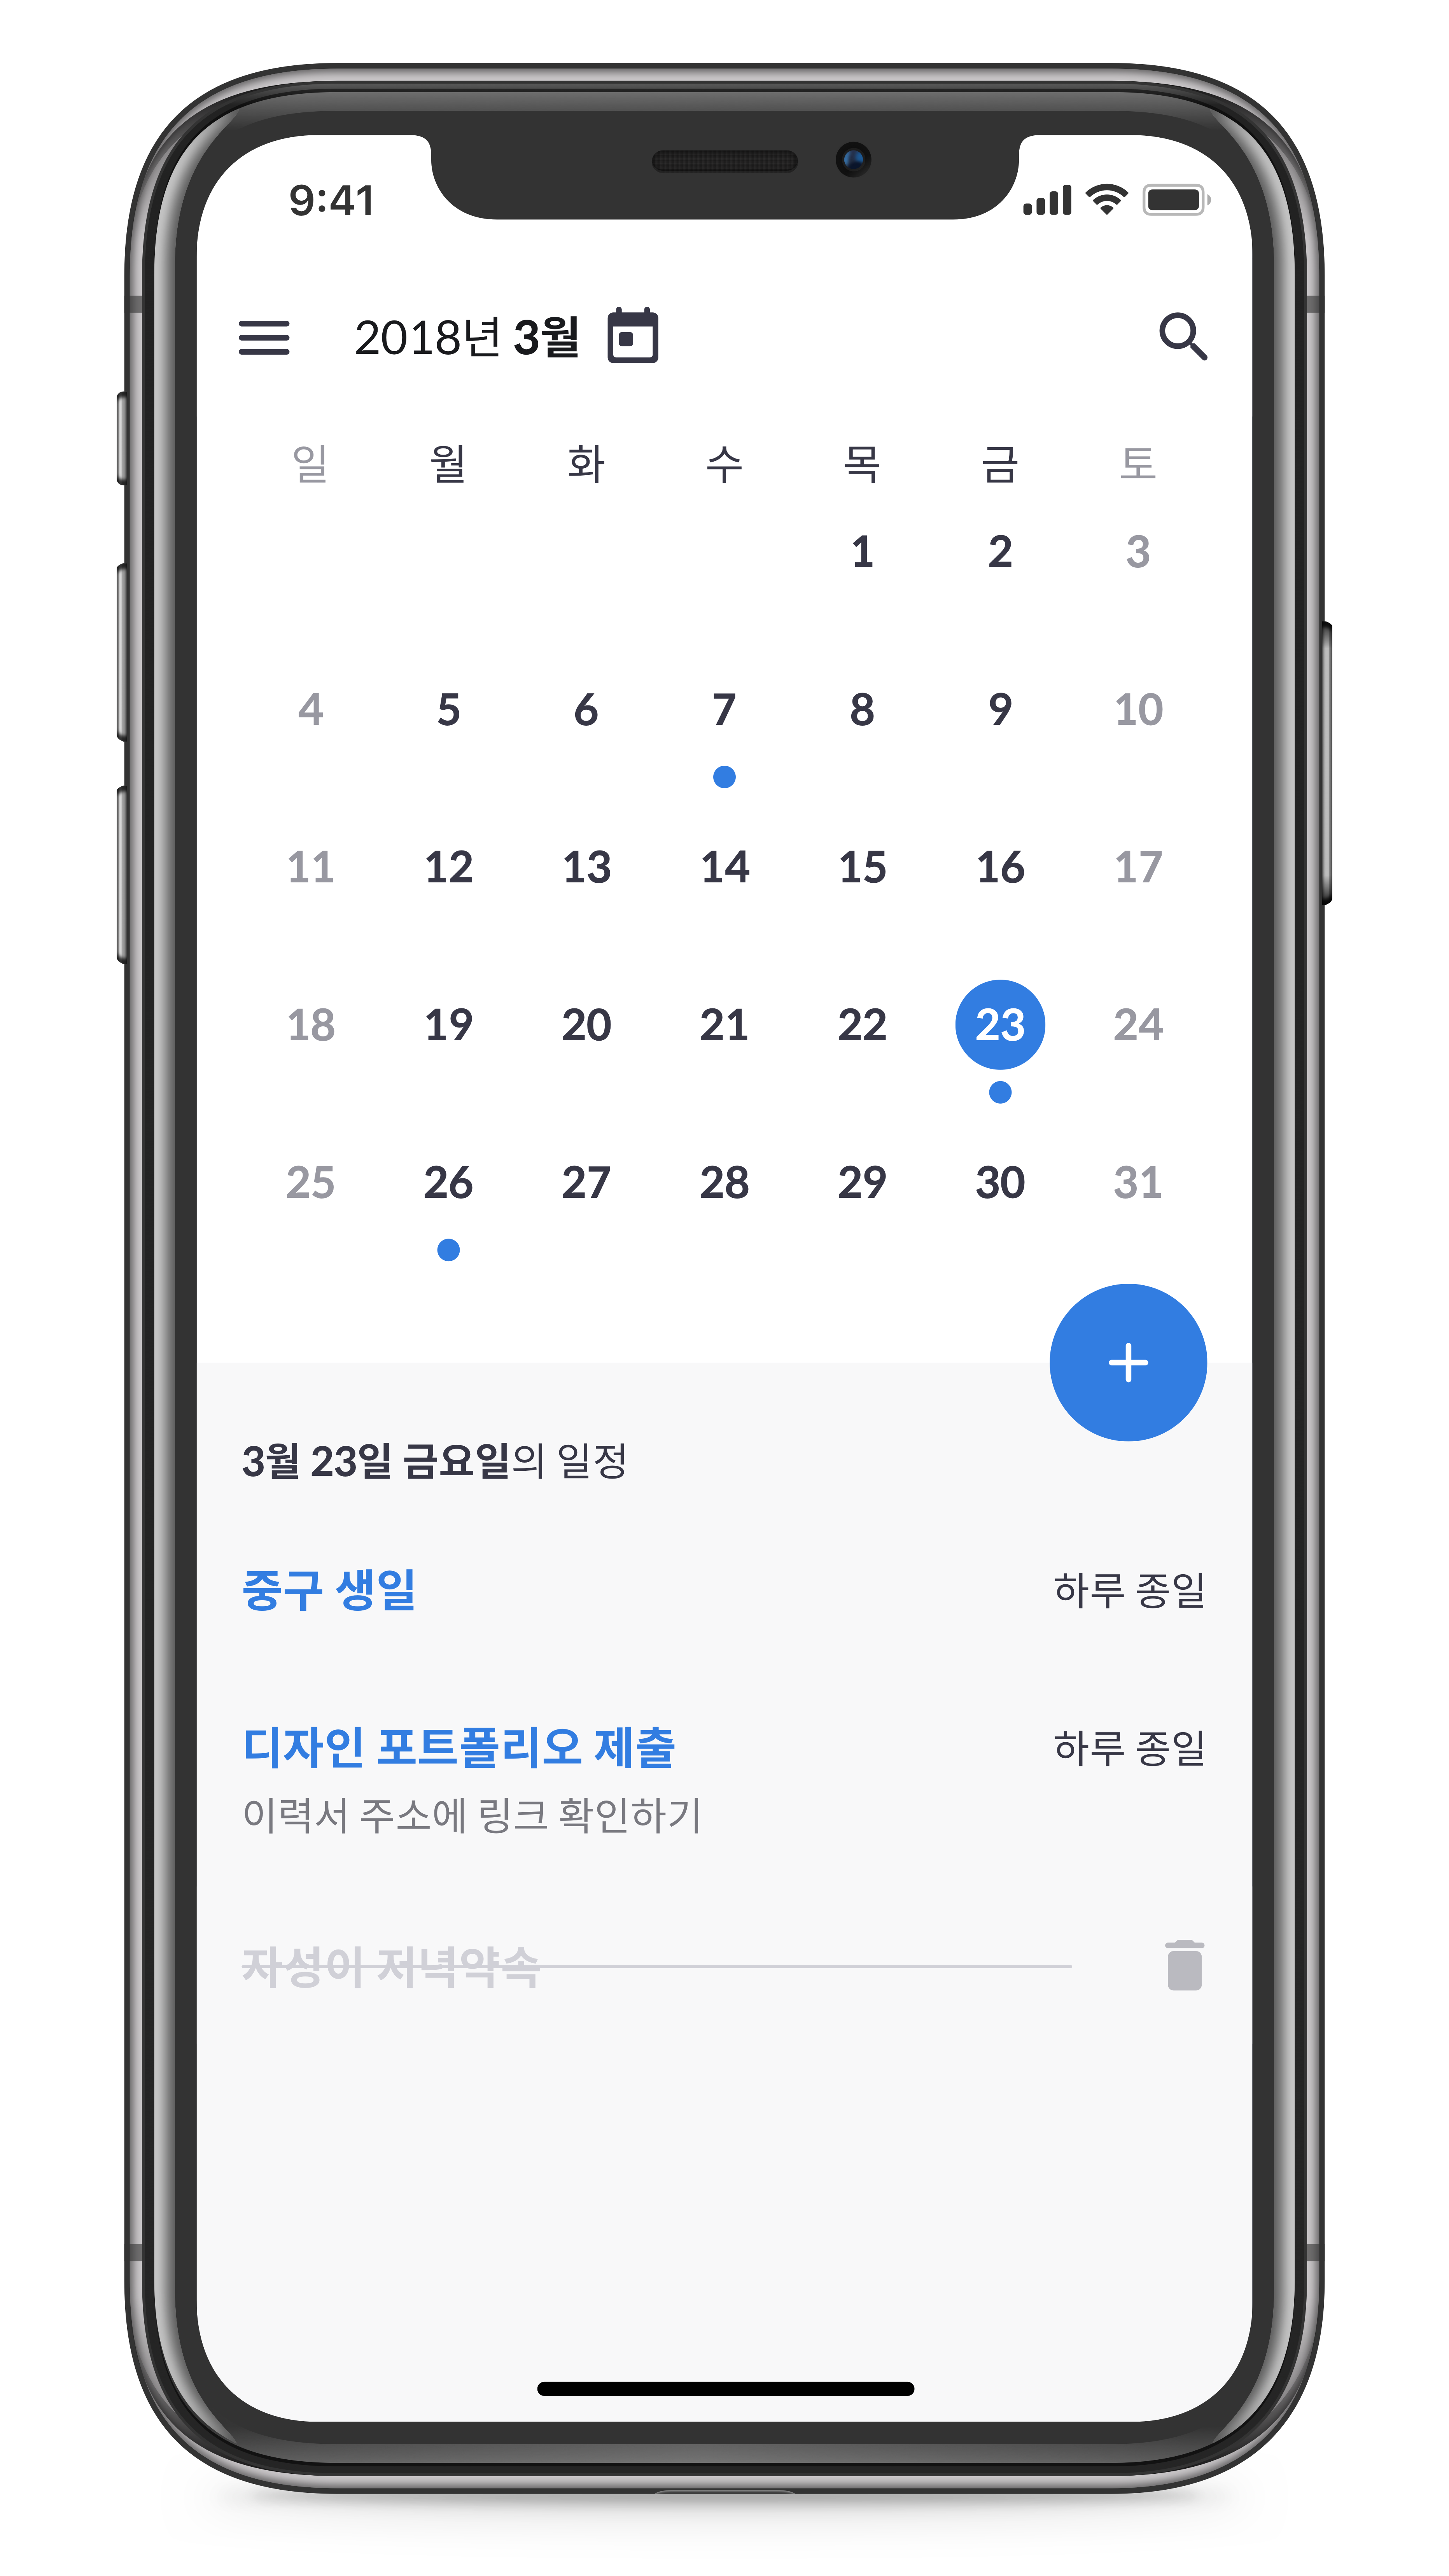 9:41
2018년 3월
일 월 화 수 목 금 토
1 2 3
4 5 6 7 8 9 10
11 12 13 14 15 16 17
18 19 20 21 22 23 24
25 26 27 28 29 30 31
3월 23일 금요일의 일정
중구 생일 하루 종일
디자인 포트폴리오 제출 하루 종일
이력서 주소에 링크 확인하기
자성이 저녁약속